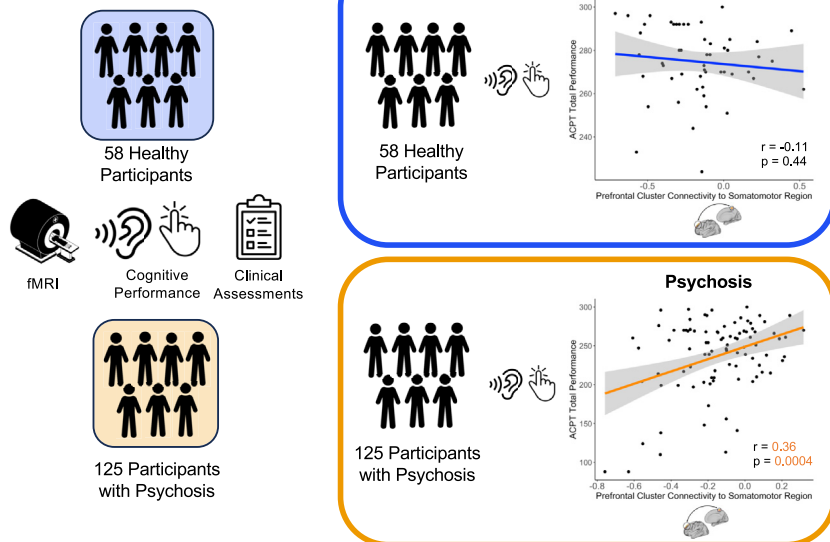 58 Healthy
Participants
fMRI
Cognitive
Performance
Clinical
Assessments
125 Participants
with Psychosis
58 Healthy
Participants
ACPT Total Performance
300
280
260
240
-0.5
0.0
0.5
r = -0.11
p = 0.44
Prefrontal Cluster Connectivity to Somatomotor Region
Psychosis
125 Participants
with Psychosis
ACPT Total Performance
300
250
200
150
100
-0.8
-0.6
-0.4
-0.2
0.0
0.2
r = 0.36
p = 0.0004
Prefrontal Cluster Connectivity to Somatomotor Region